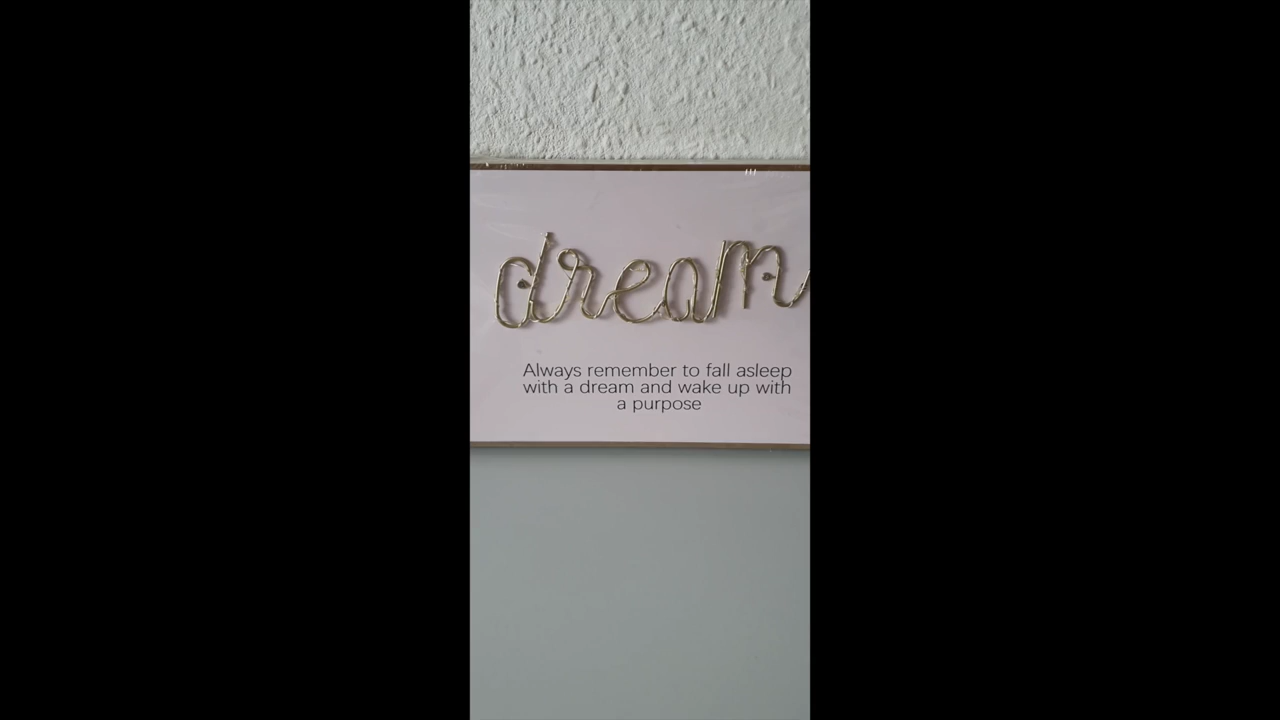 dream
Always remember to fall asleep
with a dream and wake up with
a purpose